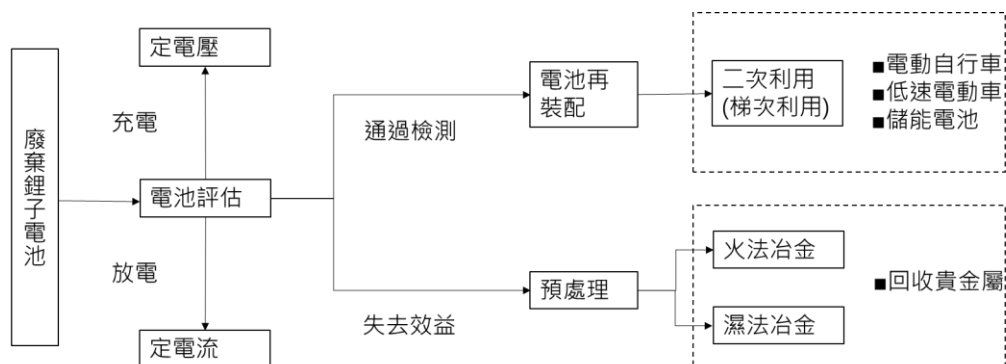 廢棄鋰子電池
定電壓
充電
電池評估
放電
定電流
通過檢測
失去效益
電池再
裝配
預處理
二次利用
(梯次利用)
■電動自行車
■低速電動車
■儲能電池
火法冶金
濕法冶金
■回收貴金屬